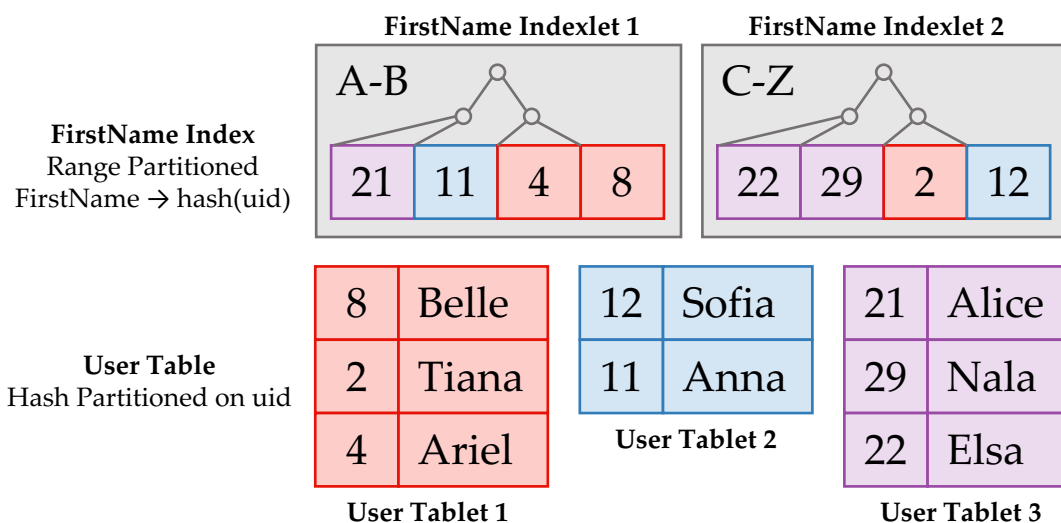 FirstName Indexlet 1
FirstName Indexlet 2
A-B
C-Z
FirstName Index
Range Partitioned
FirstName → hash(uid)
21 11 4 8
22 29 2 12
User Table
Hash Partitioned on uid
8 Belle
2 Tiana
4 Ariel
User Tablet 1
12 Sofia
11 Anna
User Tablet 2
21 Alice
29 Nala
22 Elsa
User Tablet 3